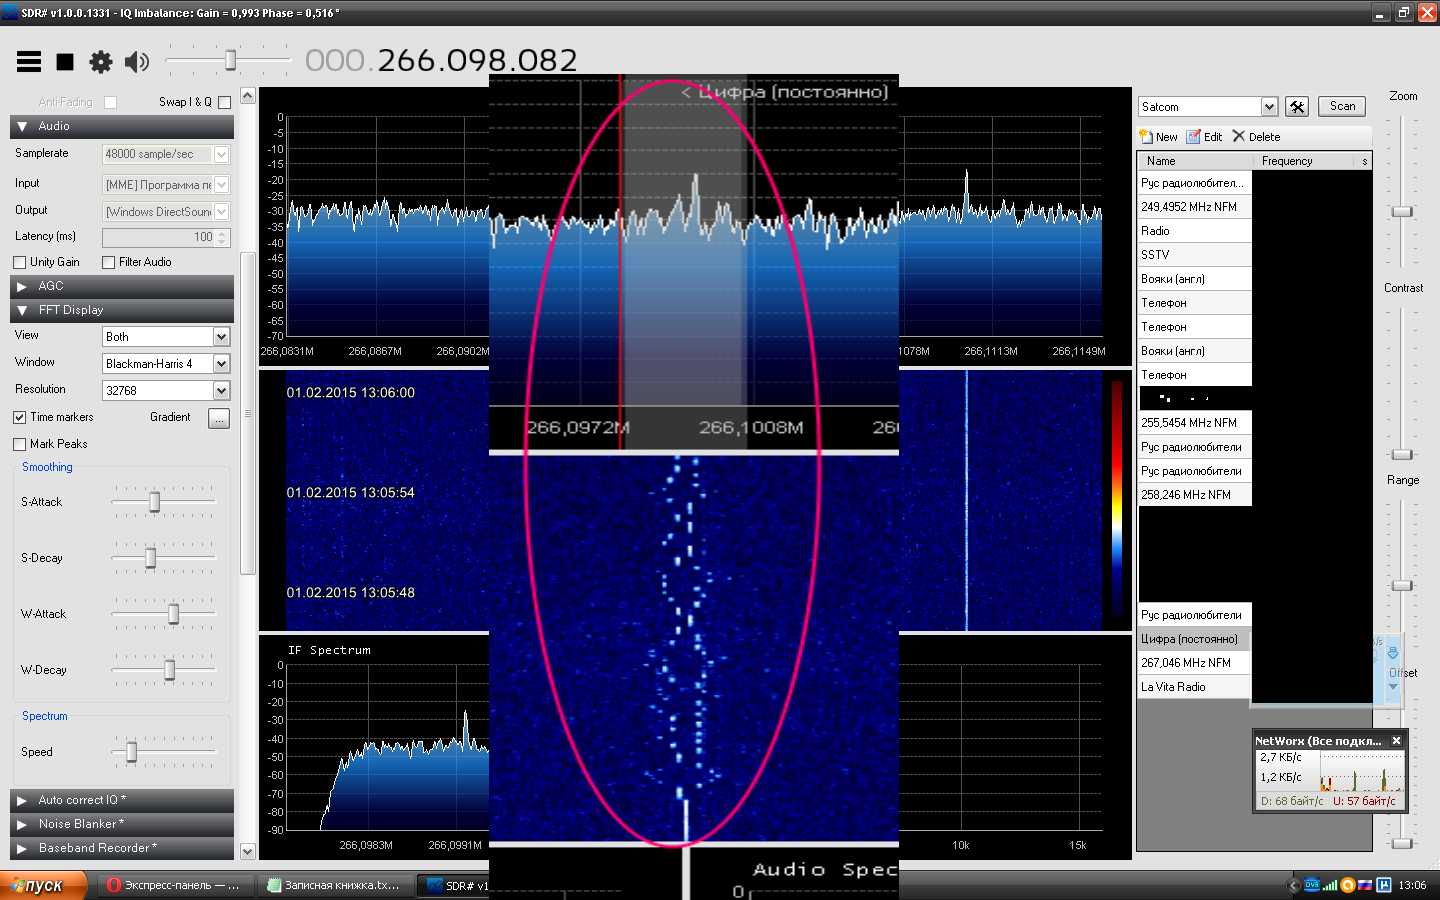 SDR# v1.0.0.1331 - IQ Imbalance: Gain = 0,993 Phase = 0,516°
000.266.098.082
Anti-Fading
Swap I & Q
Audio
Samplerate
48000 sample/sec
Input
[MME] Программа пе
Output
[Windows DirectSoun
Latency (ms)
100
Unity Gain
Filter Audio
AGC
FFT Display
View
Both
Window
Blackman-Harris 4
Resolution
32768
Time markers
Gradient
...
Mark Peaks
Smoothing
S-Attack
S-Decay
W-Attack
W-Decay
Spectrum
Speed
Auto correct IQ *
Noise Blanker *
Baseband Recorder *
0
-5
-10
-15
-20
-25
-30
-35
-40
-45
-50
-55
-60
-65
-70
266,0831M
266,0867M
266,0902M
1078M
266,1113M
266,1149M
< Цифра (постоянно)
266,0972M
266,1008M
26
01.02.2015 13:06:00
01.02.2015 13:05:54
01.02.2015 13:05:48
IF Spectrum
0
-10
-20
-30
-40
-50
-60
-70
-80
-90
266,0983M
266,0991M
10k
15k
Audio Spec
0
Satcom
Scan
New
Edit
Delete
Name
Frequency
s
Рус радиолюбител...
249,4952 MHz NFM
Radio
SSTV
Вояки (англ)
Телефон
Телефон
Вояки (англ)
Телефон
255,5454 MHz NFM
Рус радиолюбители
Рус радиолюбители
258,246 MHz NFM
Рус радиолюбители
Цифра (постоянно)
267,046 MHz NFM
La Vita Radio
Zoom
Contrast
Range
Offset
NetWorx (Все подкл...
2,7 КБ/с
1,2 КБ/с
D: 68 байт/с
U: 57 байт/с
пуск
Экспресс-панель — ...
Записная книжка.tx...
SDR# v1
13:06